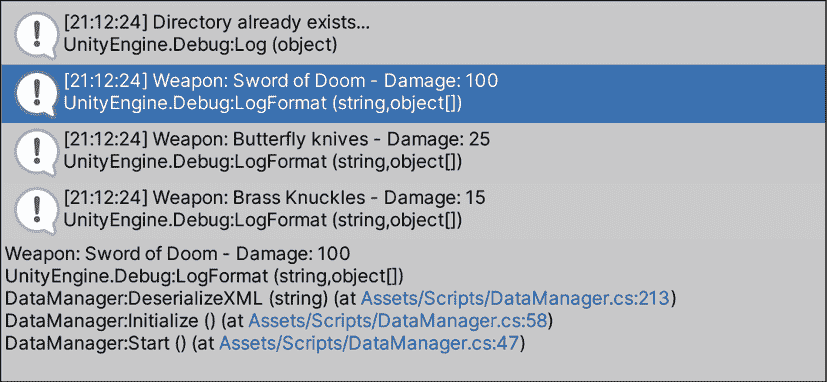 [21:12:24] Directory already exists...
UnityEngine.Debug:Log (object)
[21:12:24] Weapon: Sword of Doom - Damage: 100
UnityEngine.Debug:LogFormat (string,object[])
[21:12:24] Weapon: Butterfly knives - Damage: 25
UnityEngine.Debug:LogFormat (string,object[])
[21:12:24] Weapon: Brass Knuckles - Damage: 15
UnityEngine.Debug:LogFormat (string,object[])
Weapon: Sword of Doom - Damage: 100
UnityEngine.Debug:LogFormat (string,object[])
DataManager:DeserializeXML (string) (at Assets/Scripts/DataManager.cs:213)
DataManager:Initialize () (at Assets/Scripts/DataManager.cs:58)
DataManager:Start () (at Assets/Scripts/DataManager.cs:47)